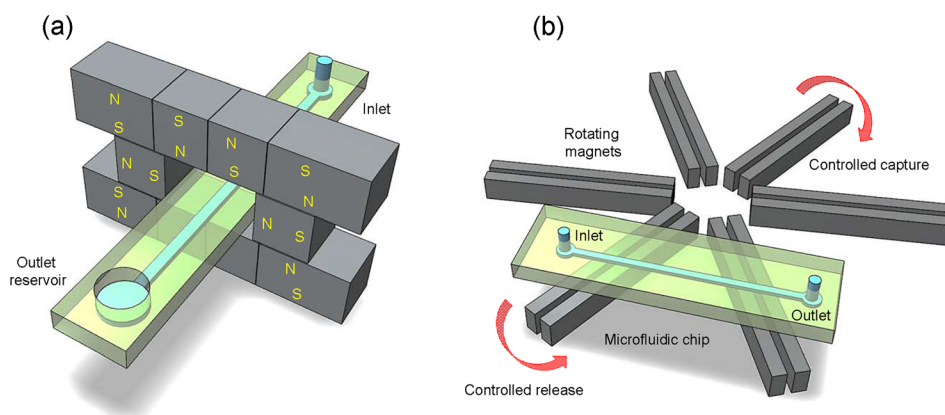 (a)
N
S
S
N
N
S
S
N
N
S
S
N
N
S
N
S
Inlet
Outlet
reservoir
(b)
Rotating
magnets
Controlled capture
Inlet
Outlet
Microfluidic chip
Controlled release